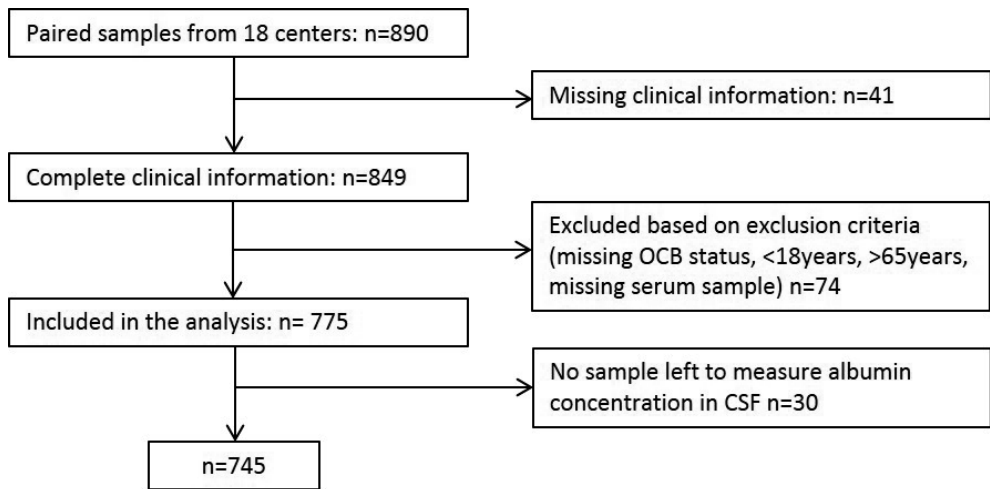 Paired samples from 18 centers: n=890
Missing clinical information: n=41
Complete clinical information: n=849
Excluded based on exclusion criteria
(missing OCB status, <18years, >65years,
missing serum sample) n=74
Included in the analysis: n= 775
No sample left to measure albumin
concentration in CSF n=30
n=745